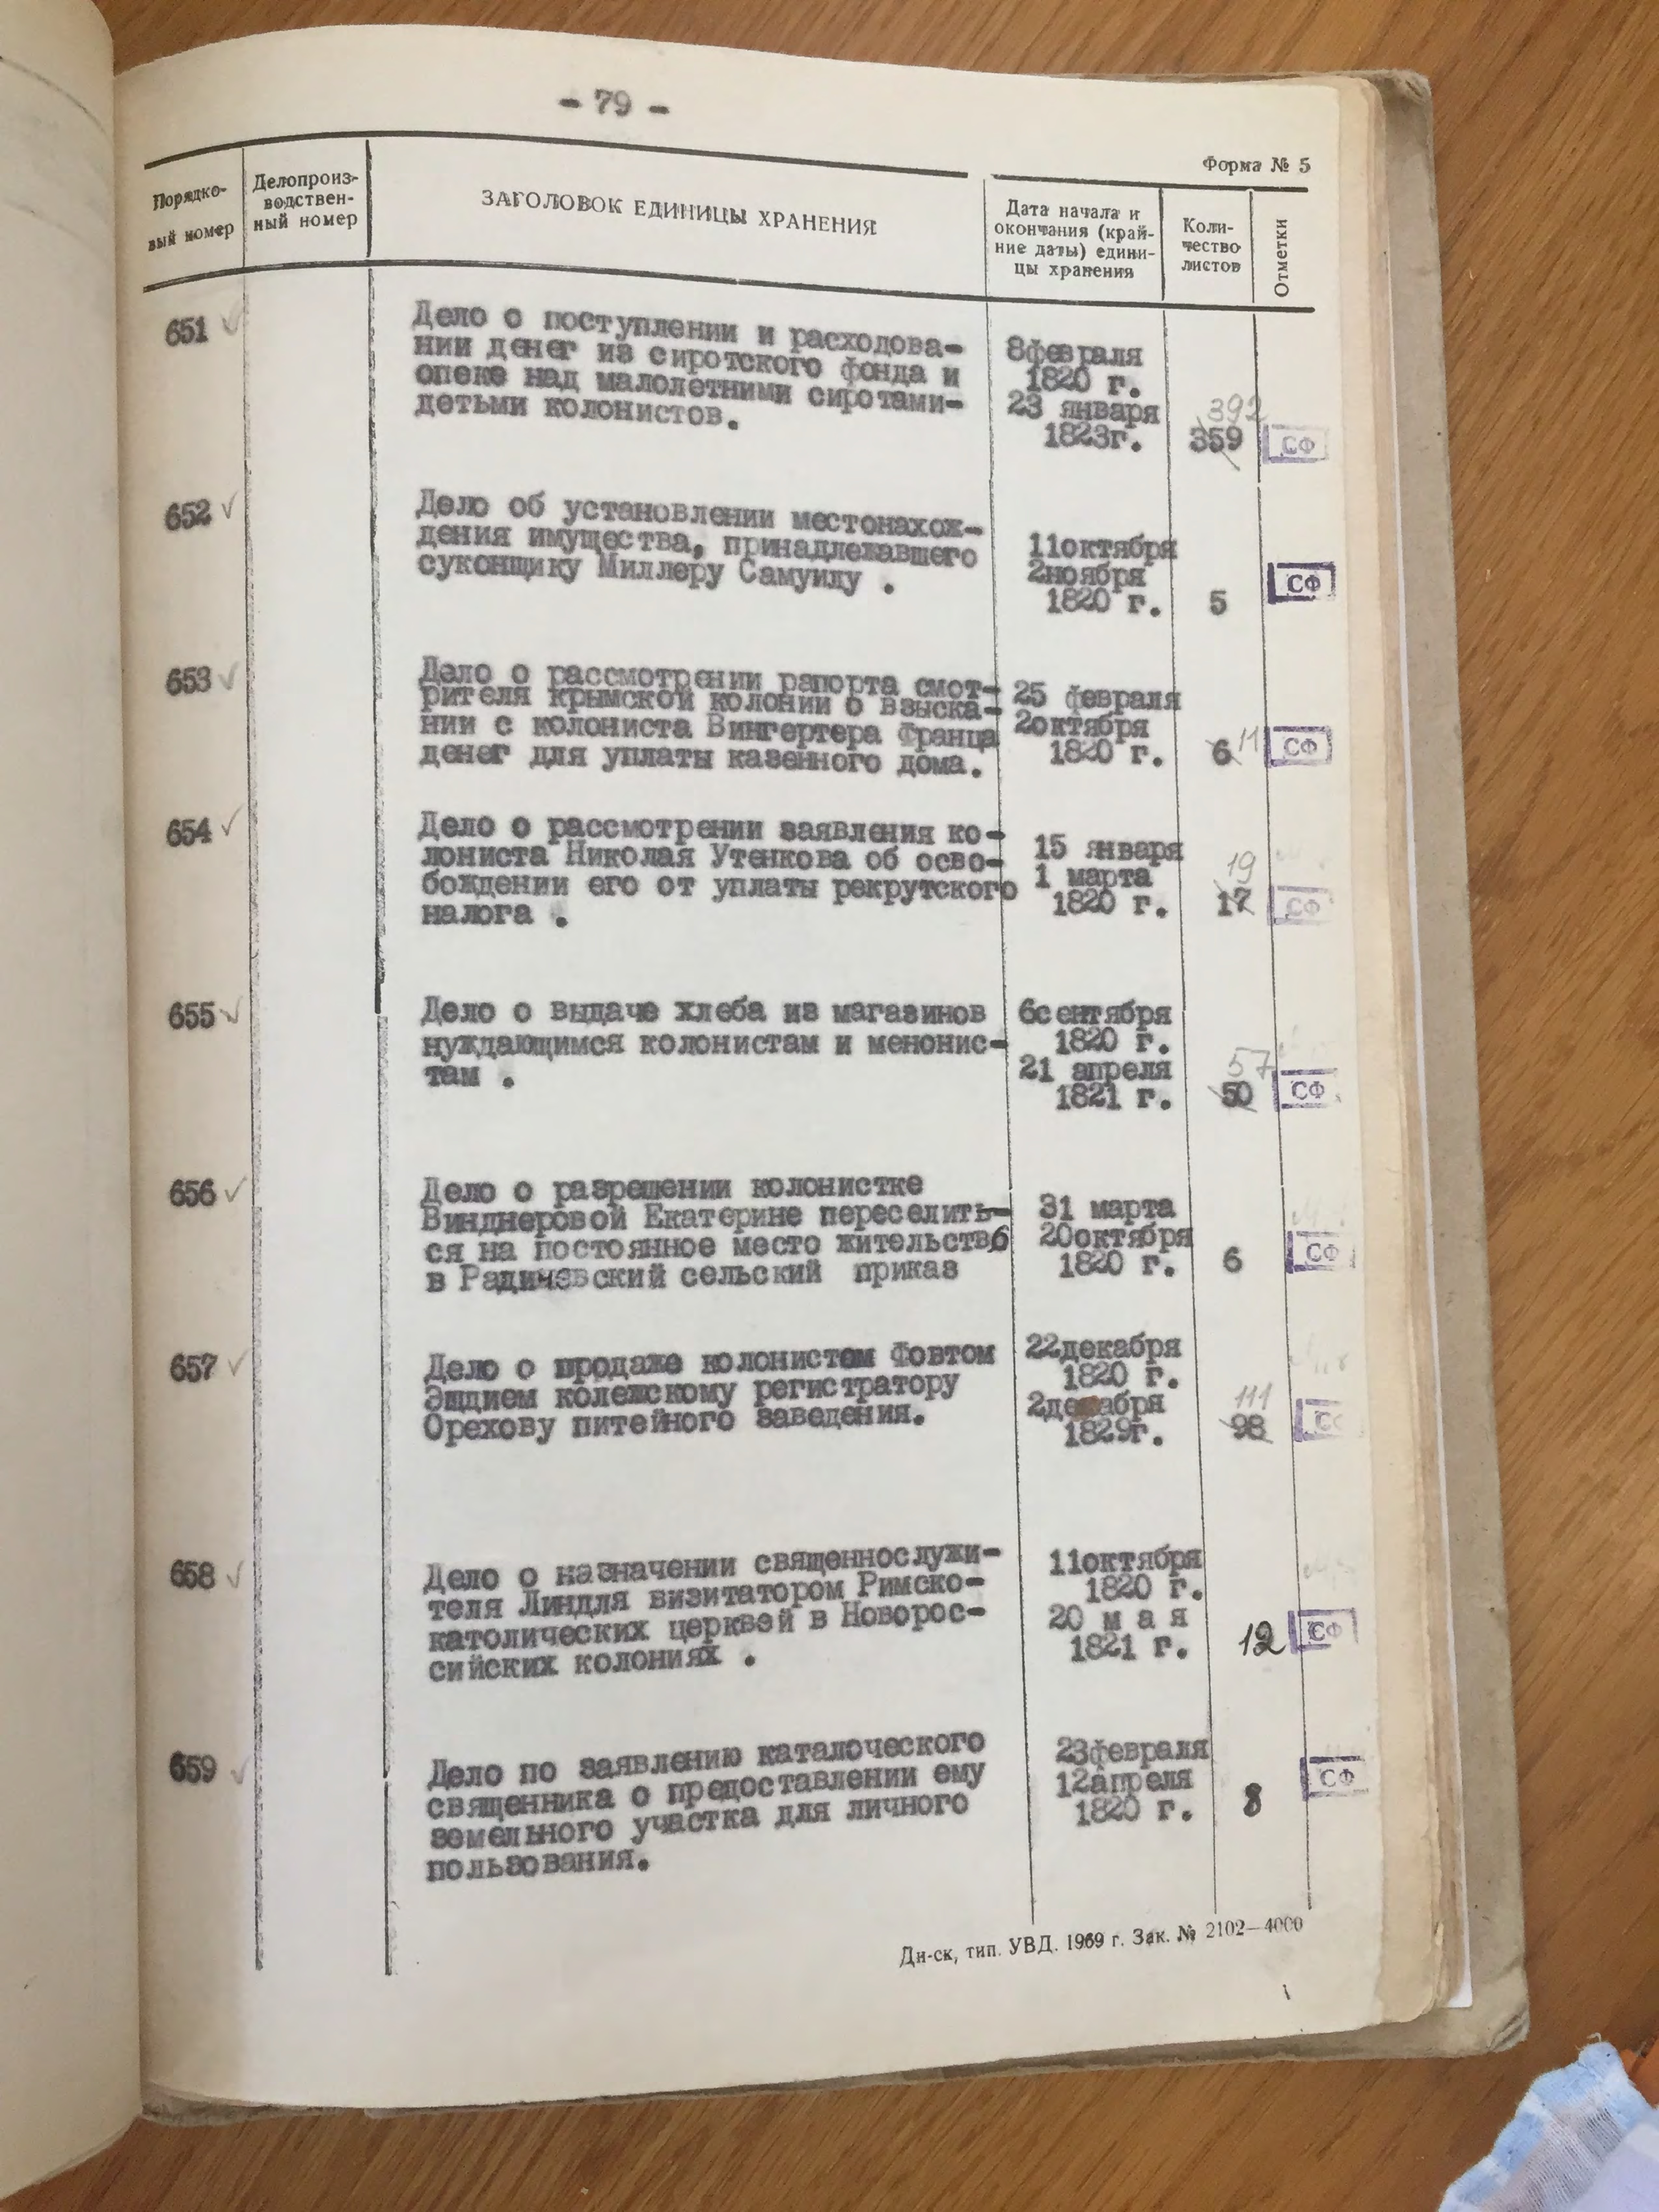 - 79 -
Форма № 5
Порядко-
вый номер
Делопроиз-
водствен-
ный номер
ЗАГОЛОВОК ЕДИНИЦЫ ХРАНЕНИЯ
Дата начала и
окончания (край-
ние даты) едини-
цы хранения
Коли-
чество
листов
Отметки
651
Дело о поступлении и расходова-
нии денег из сиротского фонда и
опеке над малолетними сиротами-
детьми колонистов.
8февраля
1820 г.
23 января
1823г.
392
359
СФ
652
Дело об установлении местонахож-
дения имущества, принадлежавшего
суконщику Миллеру Самуилу .
11октября
2ноября
1820 г.
5
СФ
653
Дело о рассмотрении рапорта смот-
рителя крымской колонии о взыска-
нии с колониста Вингертера Франца
денег для уплаты казенного дома.
25 февраля
2октября
1820 г.
6 11
СФ
654
Дело о рассмотрении заявления ко-
лониста Николая Утенкова об осво-
бождении его от уплаты рекрутского
налога .
15 января
1 марта
1820 г.
19
17
СФ
655
Дело о выдаче хлеба из магазинов
нуждающимся колонистам и менонис-
там .
6сентября
1820 г.
21 апреля
1821 г.
57
50
СФ
656
Дело о разрешении колонистке
Винднеровой Екатерине переселить-
ся на постоянное место жительств
в Радичевский сельский приказ
31 марта
20октября
1820 г.
6
СФ
657
Дело о продаже колонистом Фовтом
колежскому регистратору
Орехову питейного заведения.
22декабря
1820 г.
2декабря
1829г.
111
98
СФ
658
Дело о назначении священнослужи-
теля Линдля визитатором Римско-
католических церквей в Новорос-
сийских колониях .
11октября
1820 г.
20 м а я
1821 г.
12
СФ
659
Дело по заявлению каталоческого
священника о предоставлении ему
земельного участка для личного
пользования.
23февраля
12апреля
1820 г.
8
СФ
Дн-ск, тип. УВД. 1969 г. Зак. № 2102—4000